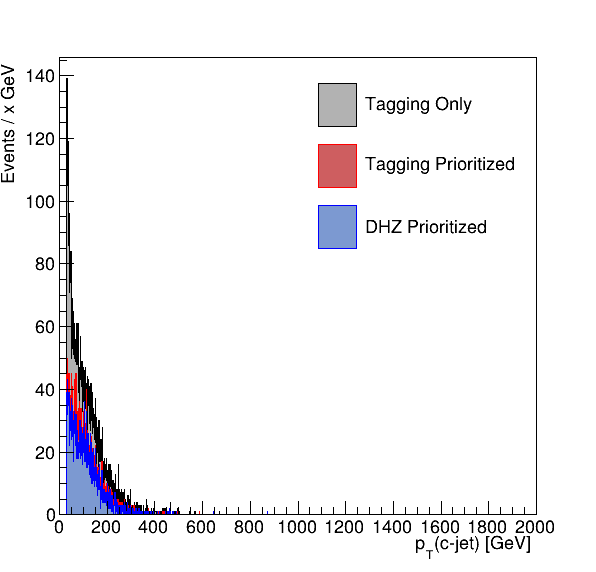 Events / x GeV
140
120
100
80
60
40
20
0
Tagging Only
Tagging Prioritized
DHZ Prioritized
0 200 400 600 800 1000 1200 1400 1600 1800 2000
p_T(c-jet) [GeV]